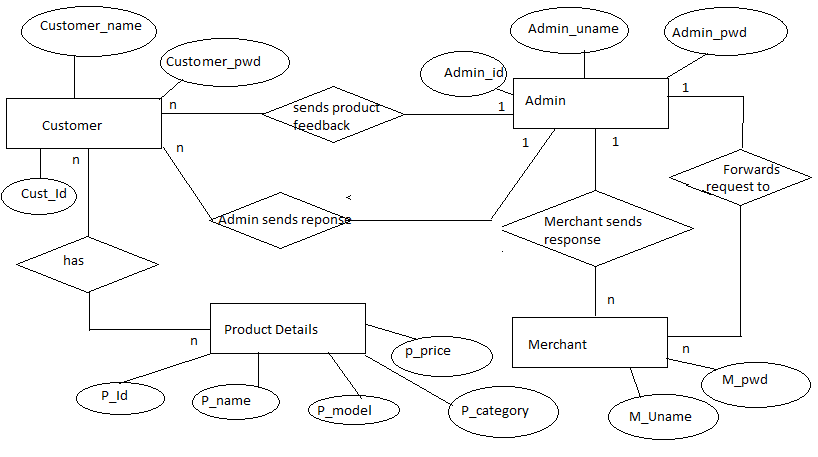 Customer_name
Admin_uname
Admin_pwd
Customer_pwd
Admin_id
1
n
sends product
feedback
1
Admin
Customer
n
n
1
1
Forwards
request to
Cust_Id
Admin sends reponse
Merchant sends
response
has
n
Product Details
n
Merchant
n
p_price
M_pwd
P_Id
P_name
P_model
P_category
M_Uname